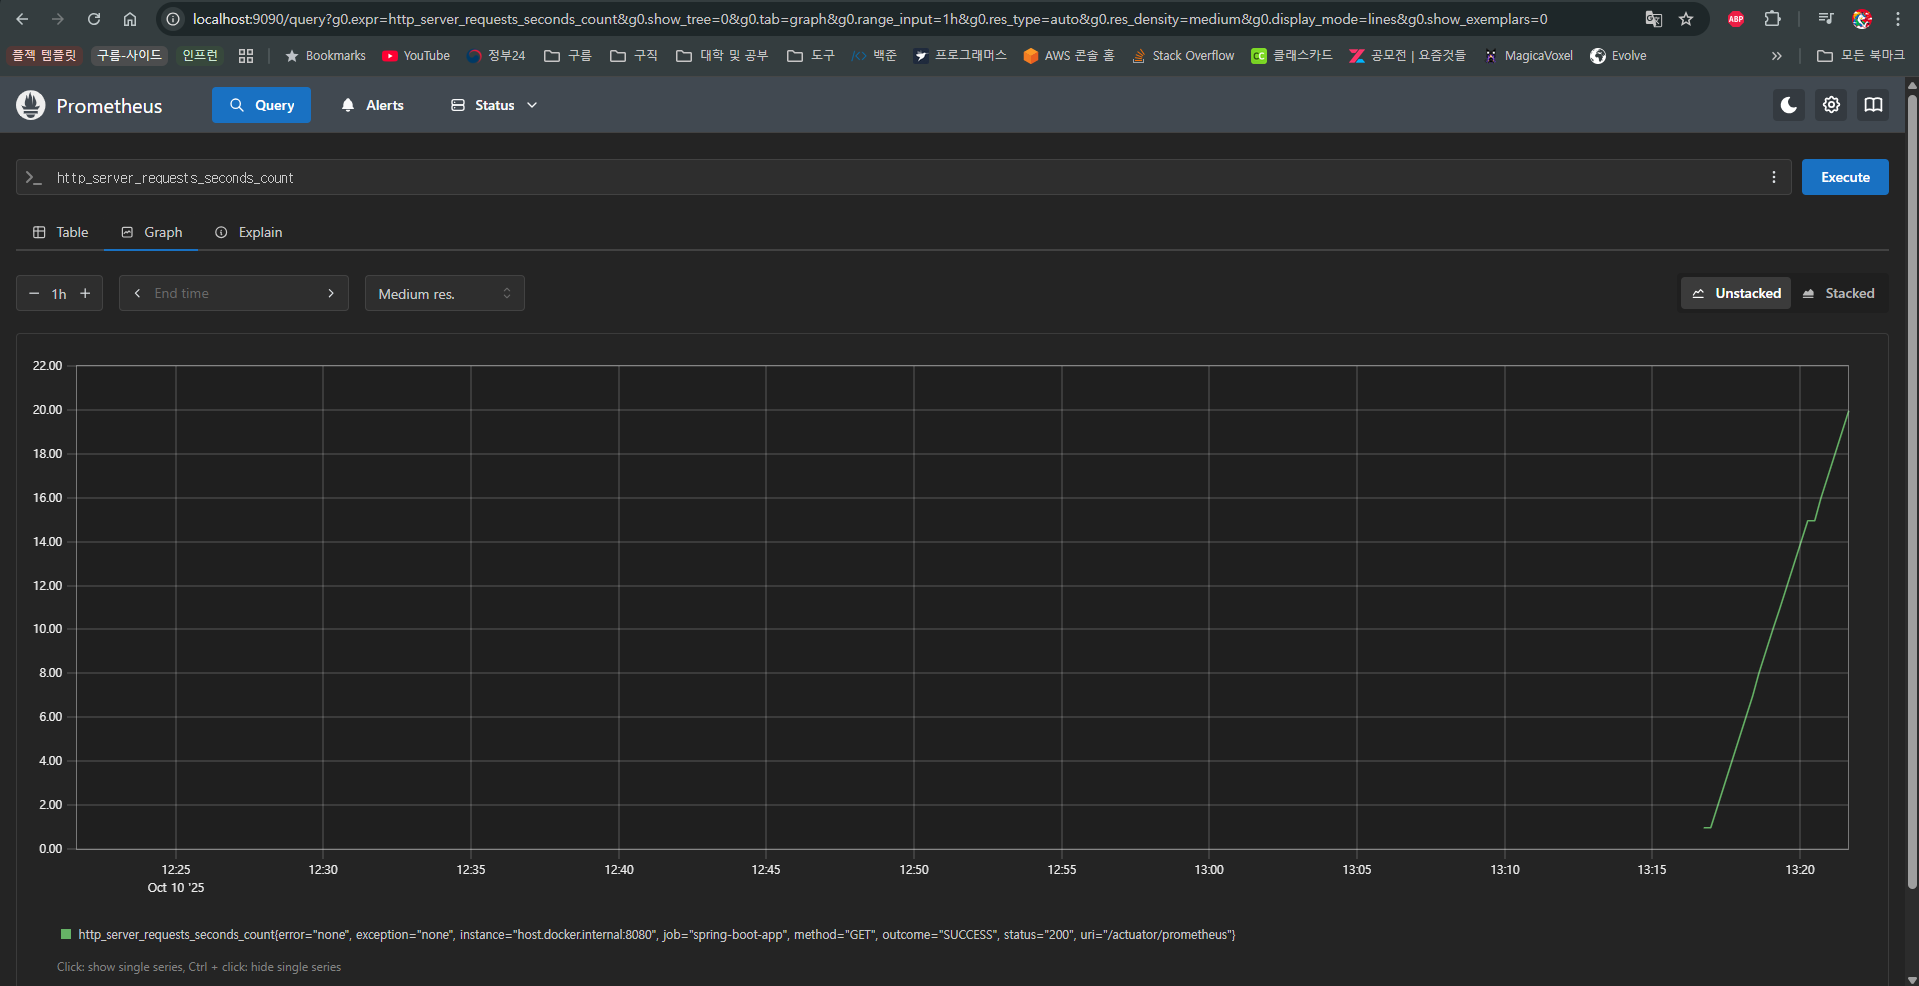 localhost:9090/query?g0.expr=http_server_requests_seconds_count&g0.show_tree=0&g0.tab=graph&g0.range_input=1h&g0.res_type=auto&g0.res_density=medium&g0.display_mode=lines&g0.show_exemplars=0
ABP
플젝 템플릿 구름-사이드 인프런 Bookmarks YouTube 정부24 구름 구직 대학 및 공부 도구 백준 프로그래머스 AWS 콘솔 홈 Stack Overflow CC 클래스카드 공모전 | 요즘것들 MagicaVoxel Evolve 모든 북마크
Prometheus Query Alerts Status
>_ http_server_requests_seconds_count Execute
Table Graph Explain
− 1h + End time Medium res. Unstacked Stacked
22.00
20.00
18.00
16.00
14.00
12.00
10.00
8.00
6.00
4.00
2.00
0.00
12:25 12:30 12:35 12:40 12:45 12:50 12:55 13:00 13:05 13:10 13:15 13:20
Oct 10 '25
http_server_requests_seconds_count{error="none", exception="none", instance="host.docker.internal:8080", job="spring-boot-app", method="GET", outcome="SUCCESS", status="200", uri="/actuator/prometheus"}
Click: show single series, Ctrl + click: hide single series